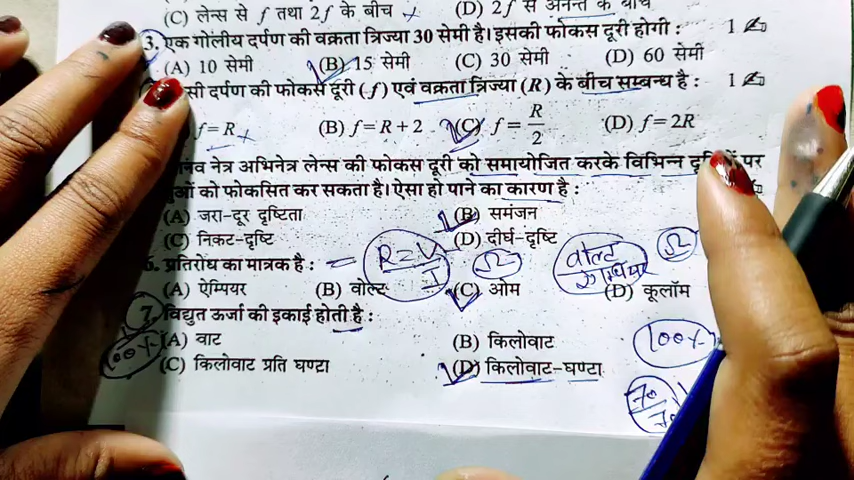 (C) लेन्स से f तथा 2f के बीच (D) 2f से अनन्त के बीच
3. एक गोलीय दर्पण की वक्रता त्रिज्या 30 सेमी है। इसकी फोकस दूरी होगी : 1
(A) 10 सेमी (B) 15 सेमी (C) 30 सेमी (D) 60 सेमी
सी दर्पण की फोकस दूरी (f) एवं वक्रता त्रिज्या (R) के बीच सम्बन्ध है : 1
f = R (B) f = R + 2 (C) f = R/2 (D) f = 2R
नव नेत्र अभिनेत्र लेन्स की फोकस दूरी को समायोजित करके विभिन्न पर
ओं को फोकसित कर सकता है। ऐसा हो पाने का कारण है :
(A) जरा-दूर दृष्टिता (B) समंजन
(C) निकट-दृष्टि (D) दीर्घ-दृष्टि
प्रतिरोध का मात्रक है : = R = V/I Ω वोल्ट Ω
(A) ऐम्पियर (B) वोल्ट (C) ओम (D) कूलॉम
7. विद्युत ऊर्जा की इकाई होती है :
100% (A) वाट (B) किलोवाट 100%
(C) किलोवाट प्रति घण्टा (D) किलोवाट-घण्टा
70